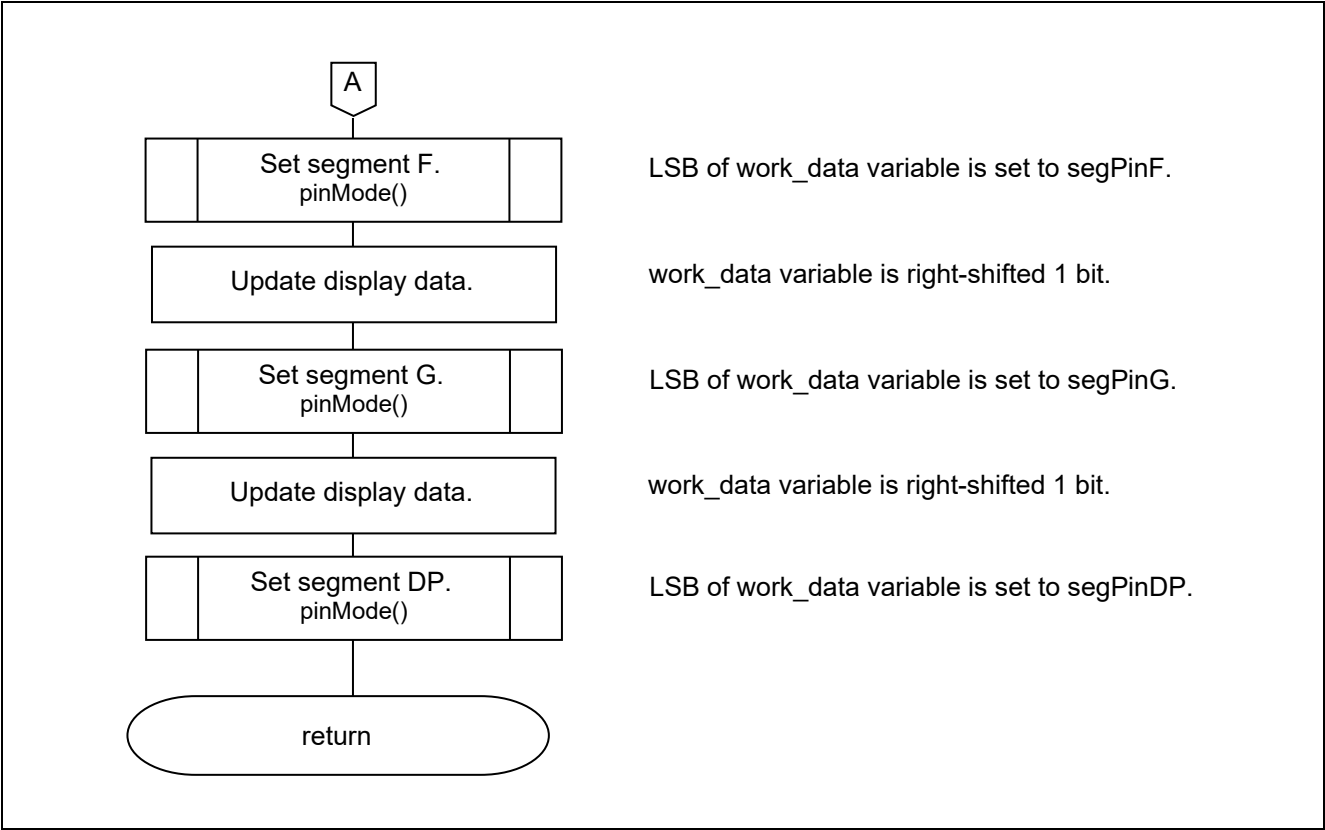 A
Set segment F.
pinMode()
LSB of work_data variable is set to segPinF.
Update display data.
work_data variable is right-shifted 1 bit.
Set segment G.
pinMode()
LSB of work_data variable is set to segPinG.
Update display data.
work_data variable is right-shifted 1 bit.
Set segment DP.
pinMode()
LSB of work_data variable is set to segPinDP.
return